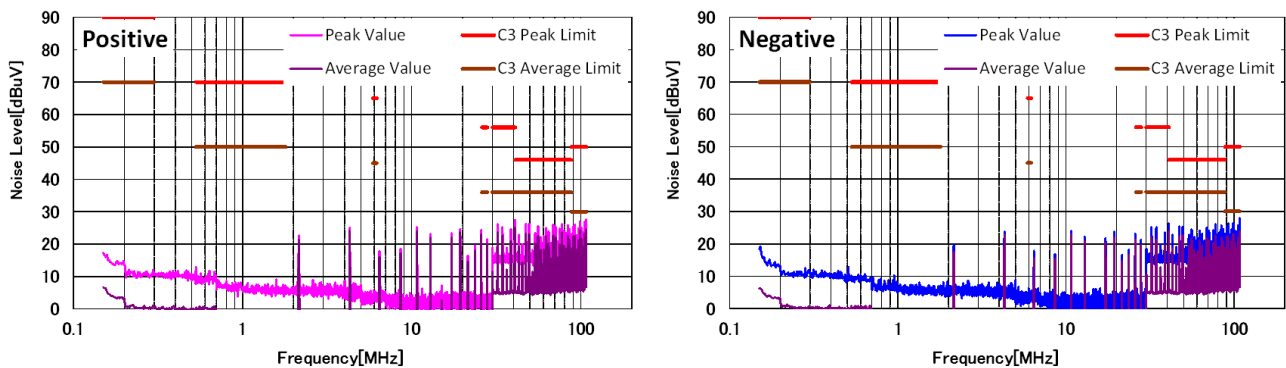 Positive
Peak Value
C3 Peak Limit
Average Value
C3 Average Limit
Noise Level[dBuV]
90
80
70
60
50
40
30
20
10
0
0.1
1
10
100
Frequency[MHz]
Negative
Peak Value
C3 Peak Limit
Average Value
C3 Average Limit
Noise Level[dBuV]
90
80
70
60
50
40
30
20
10
0
0.1
1
10
100
Frequency[MHz]